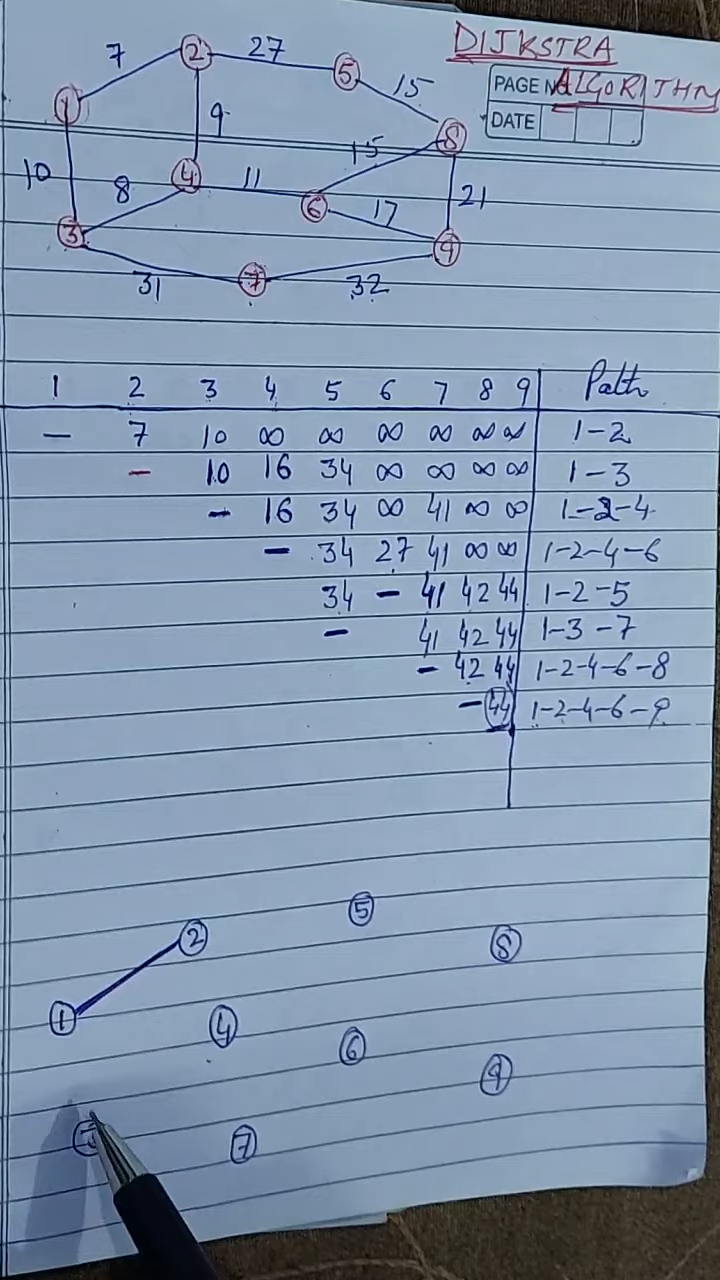 DIJKSTRA
PAGE NO
ALGORITHM
DATE
7
2
27
5
15
1
9
8
10
8
4
11
15
6
17
21
3
9
31
7
32
1 2 3 4 5 6 7 8 9 Path
– 7 10 ∞ ∞ ∞ ∞ ∞ ∞ 1-2
– 10 16 34 ∞ ∞ ∞ ∞ 1-3
– 16 34 ∞ 41 ∞ ∞ 1-2-4
– 34 27 41 ∞ ∞ 1-2-4-6
34 – 41 42 44 1-2-5
– 41 42 44 1-3-7
– 42 44 1-2-4-6-8
– 44 1-2-4-6-9
5
2
8
1
4
6
9
3
7